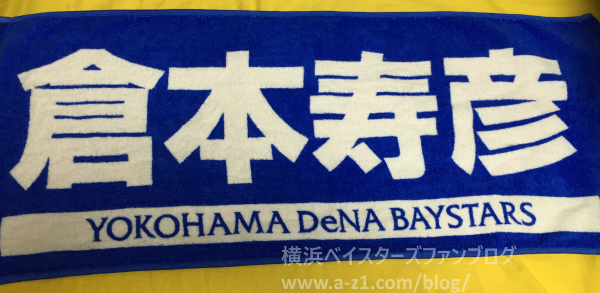 倉本寿彦
YOKOHAMA DeNA BAYSTARS
横浜ベイスターズファンブログ
www.a-z1.com/blog/